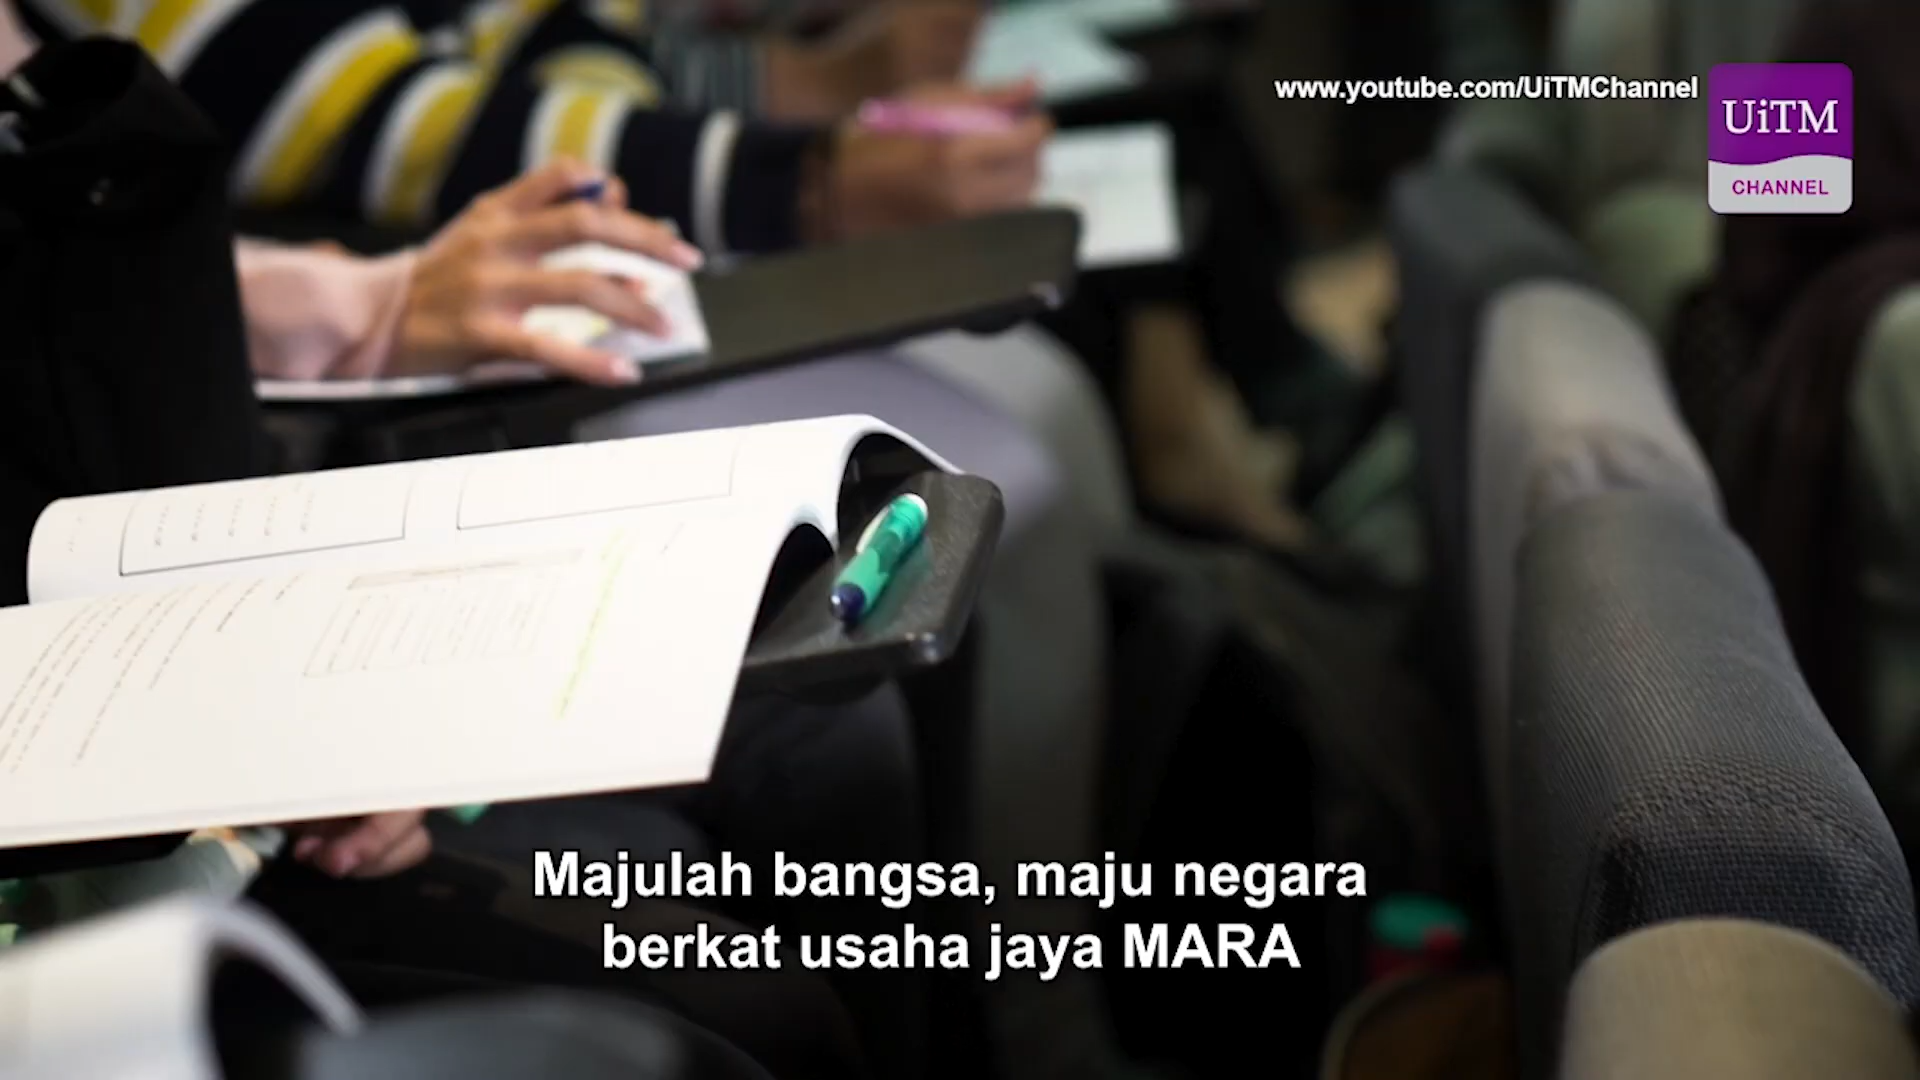 www.youtube.com/UiTMChannel
UiTM
CHANNEL
Majulah bangsa, maju negara
berkat usaha jaya MARA